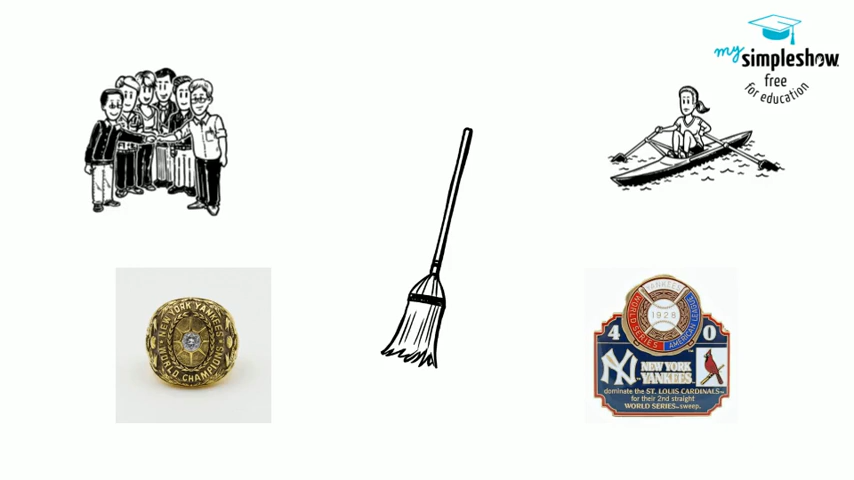 my
simpleshow
free
for education
NEW YORK YANKEES
WORLD CHAMPIONS
YANKEES
1928
WORLD SERIES
AMERICAN LEAGUE
4 0
NY NEW YORK
YANKEES
dominate the ST. LOUIS CARDINALS
for their 2nd straight
WORLD SERIES sweep.